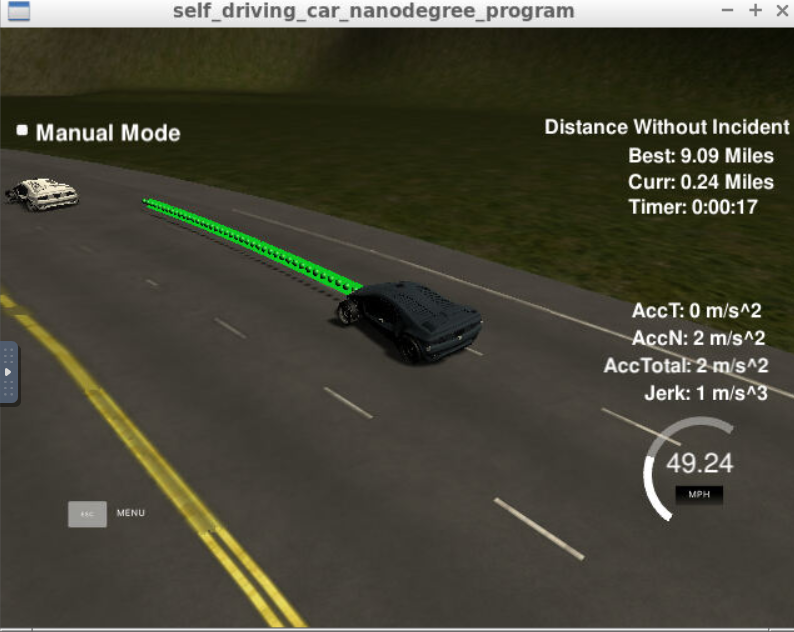 self_driving_car_nanodegree_program
Manual Mode
Distance Without Incident
Best: 9.09 Miles
Curr: 0.24 Miles
Timer: 0:00:17
AccT: 0 m/s^2
AccN: 2 m/s^2
AccTotal: 2 m/s^2
Jerk: 1 m/s^3
49.24
MPH
ESC MENU